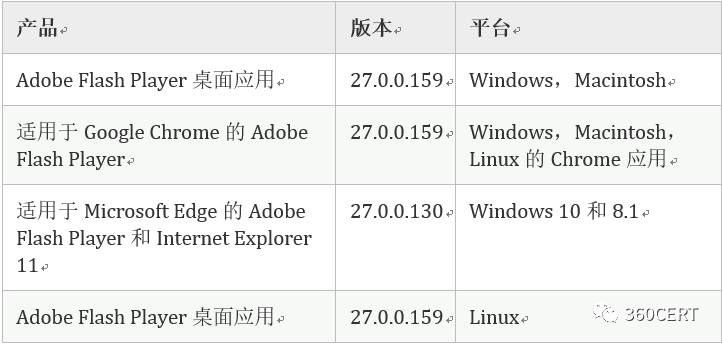 产品 版本 平台
Adobe Flash Player 桌面应用 27.0.0.159 Windows，Macintosh
适用于 Google Chrome 的 Adobe 27.0.0.159 Windows，Macintosh，
Flash Player Linux 的 Chrome 应用
适用于 Microsoft Edge 的 Adobe 27.0.0.130 Windows 10 和 8.1
Flash Player 和 Internet Explorer
11
Adobe Flash Player 桌面应用 27.0.0.159 Linux
360CERT